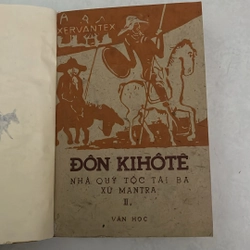 XERVANTEX
ĐÔN KIHÔTÊ
NHÀ QUÝ TỘC TÀI BA
XỨ MANTRA
II.
VĂN HỌC